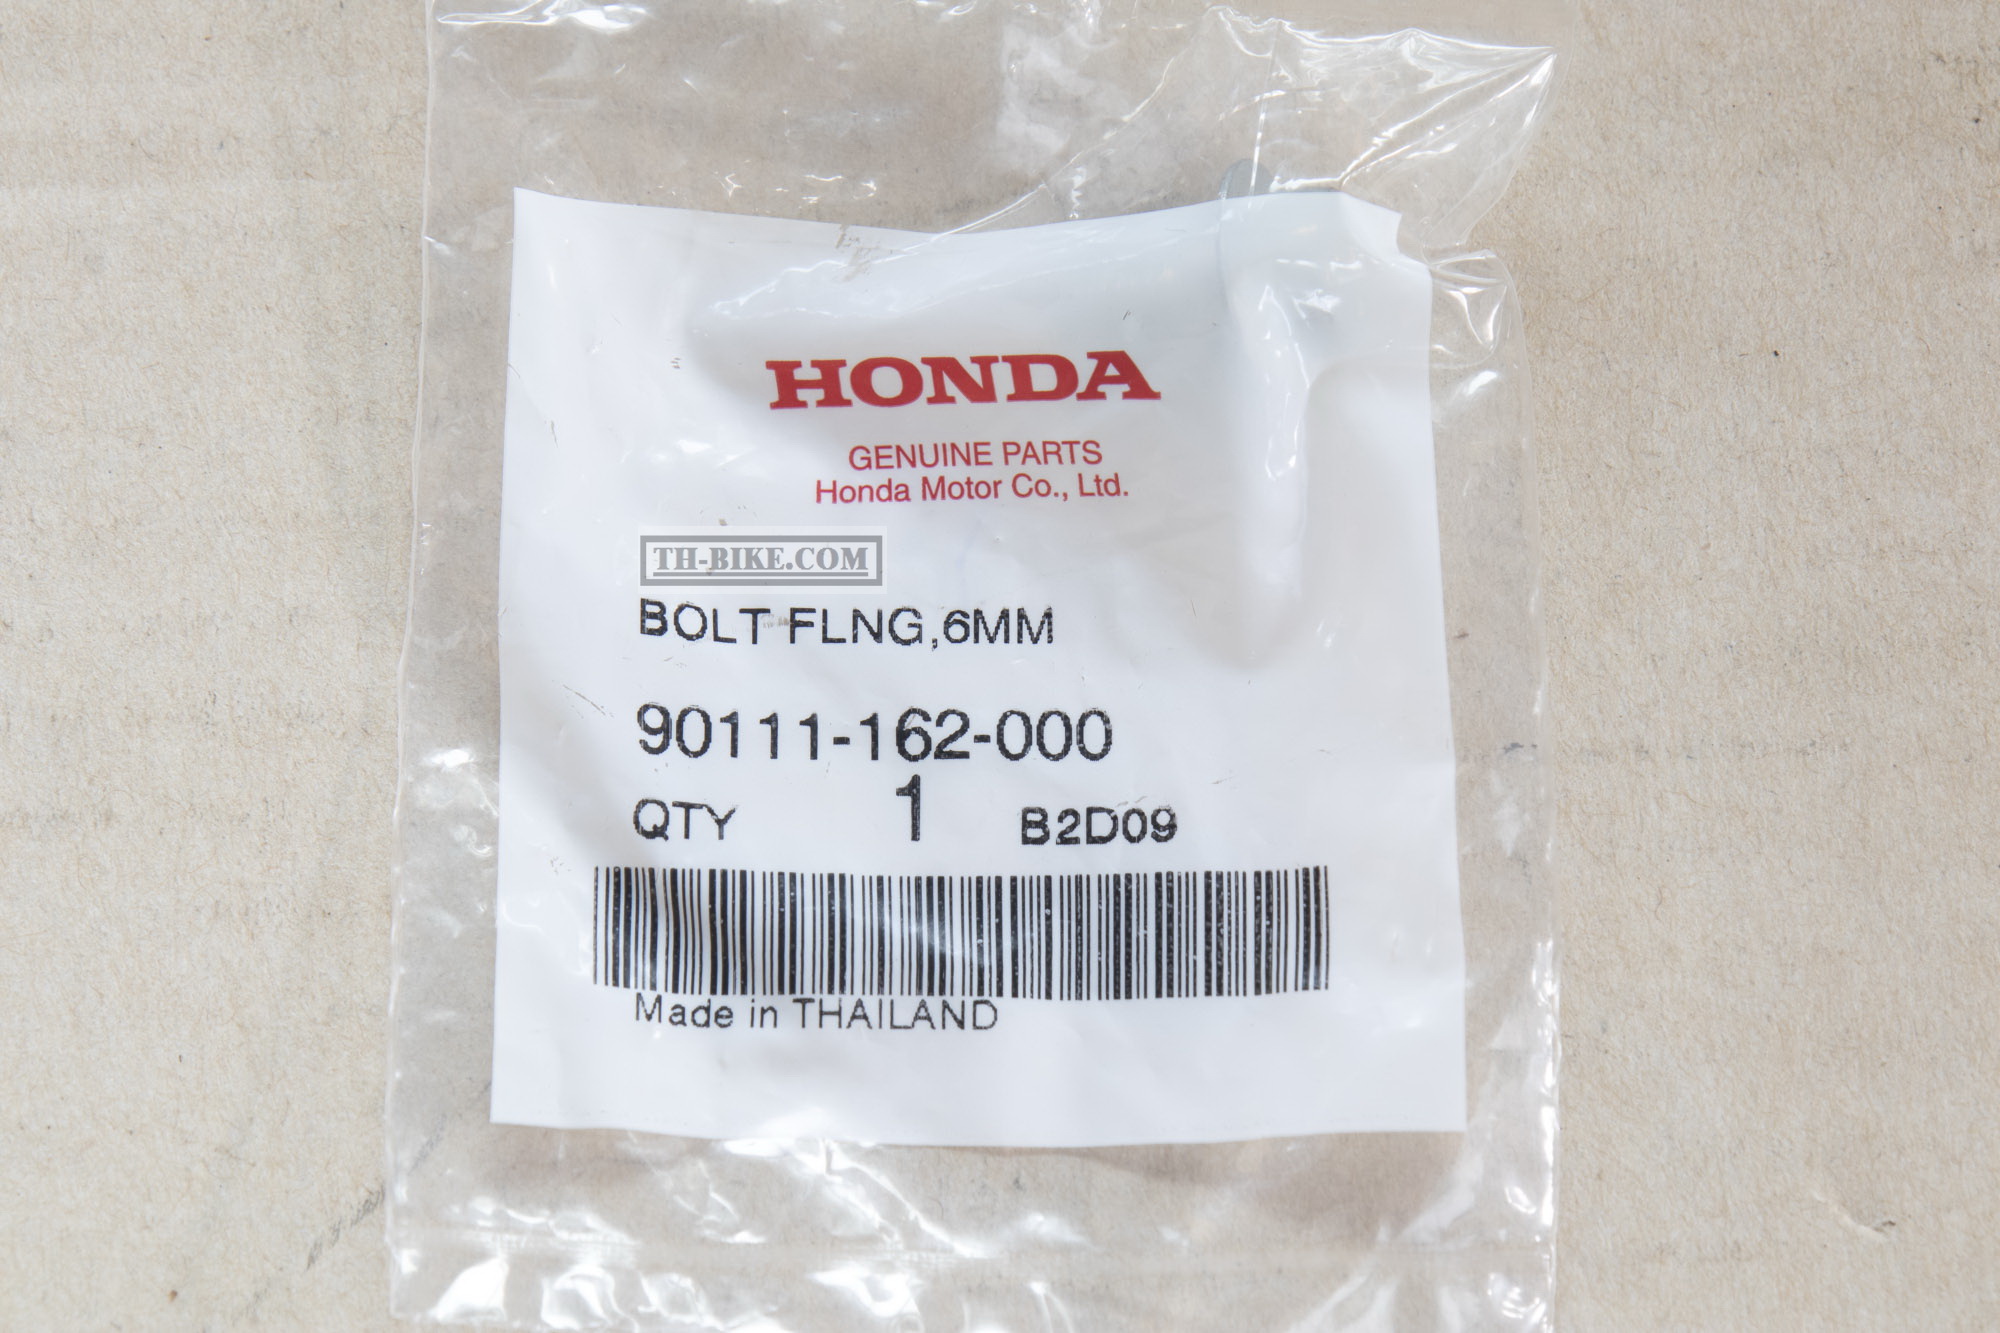 HONDA
GENUINE PARTS
Honda Motor Co., Ltd.
TH-BIKE.COM
BOLT FLNG,6MM
90111-162-000
QTY 1 B2D09
Made in THAILAND